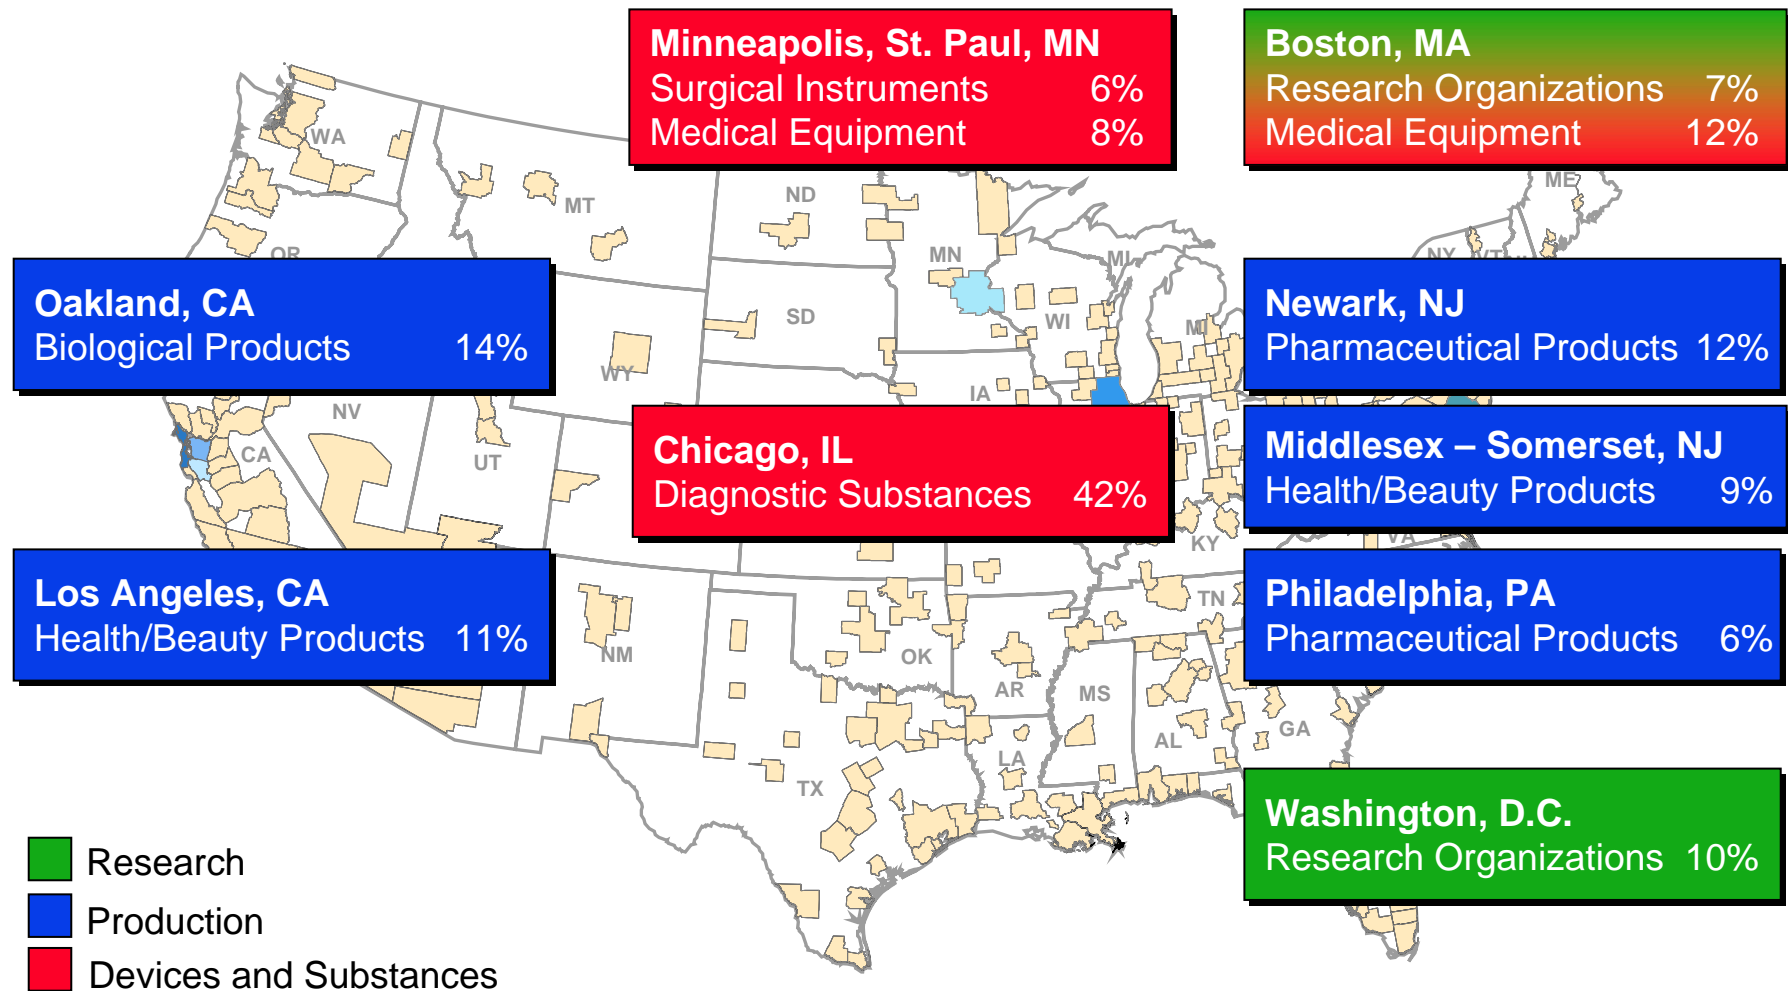 Minneapolis, St. Paul, MN
Surgical Instruments 6%
Medical Equipment 8%
Boston, MA
Research Organizations 7%
Medical Equipment 12%
WA
MT
ND
ME
OR
MN
MI
NY VT
Oakland, CA
Biological Products 14%
SD
WI
MI
Newark, NJ
Pharmaceutical Products 12%
WY
IA
NV
CA
UT
Chicago, IL
Diagnostic Substances 42%
Middlesex – Somerset, NJ
Health/Beauty Products 9%
KY
VA
Los Angeles, CA
Health/Beauty Products 11%
NM
OK
TN
Philadelphia, PA
Pharmaceutical Products 6%
AR
MS
AL
GA
LA
TX
Washington, D.C.
Research Organizations 10%
Research
Production
Devices and Substances